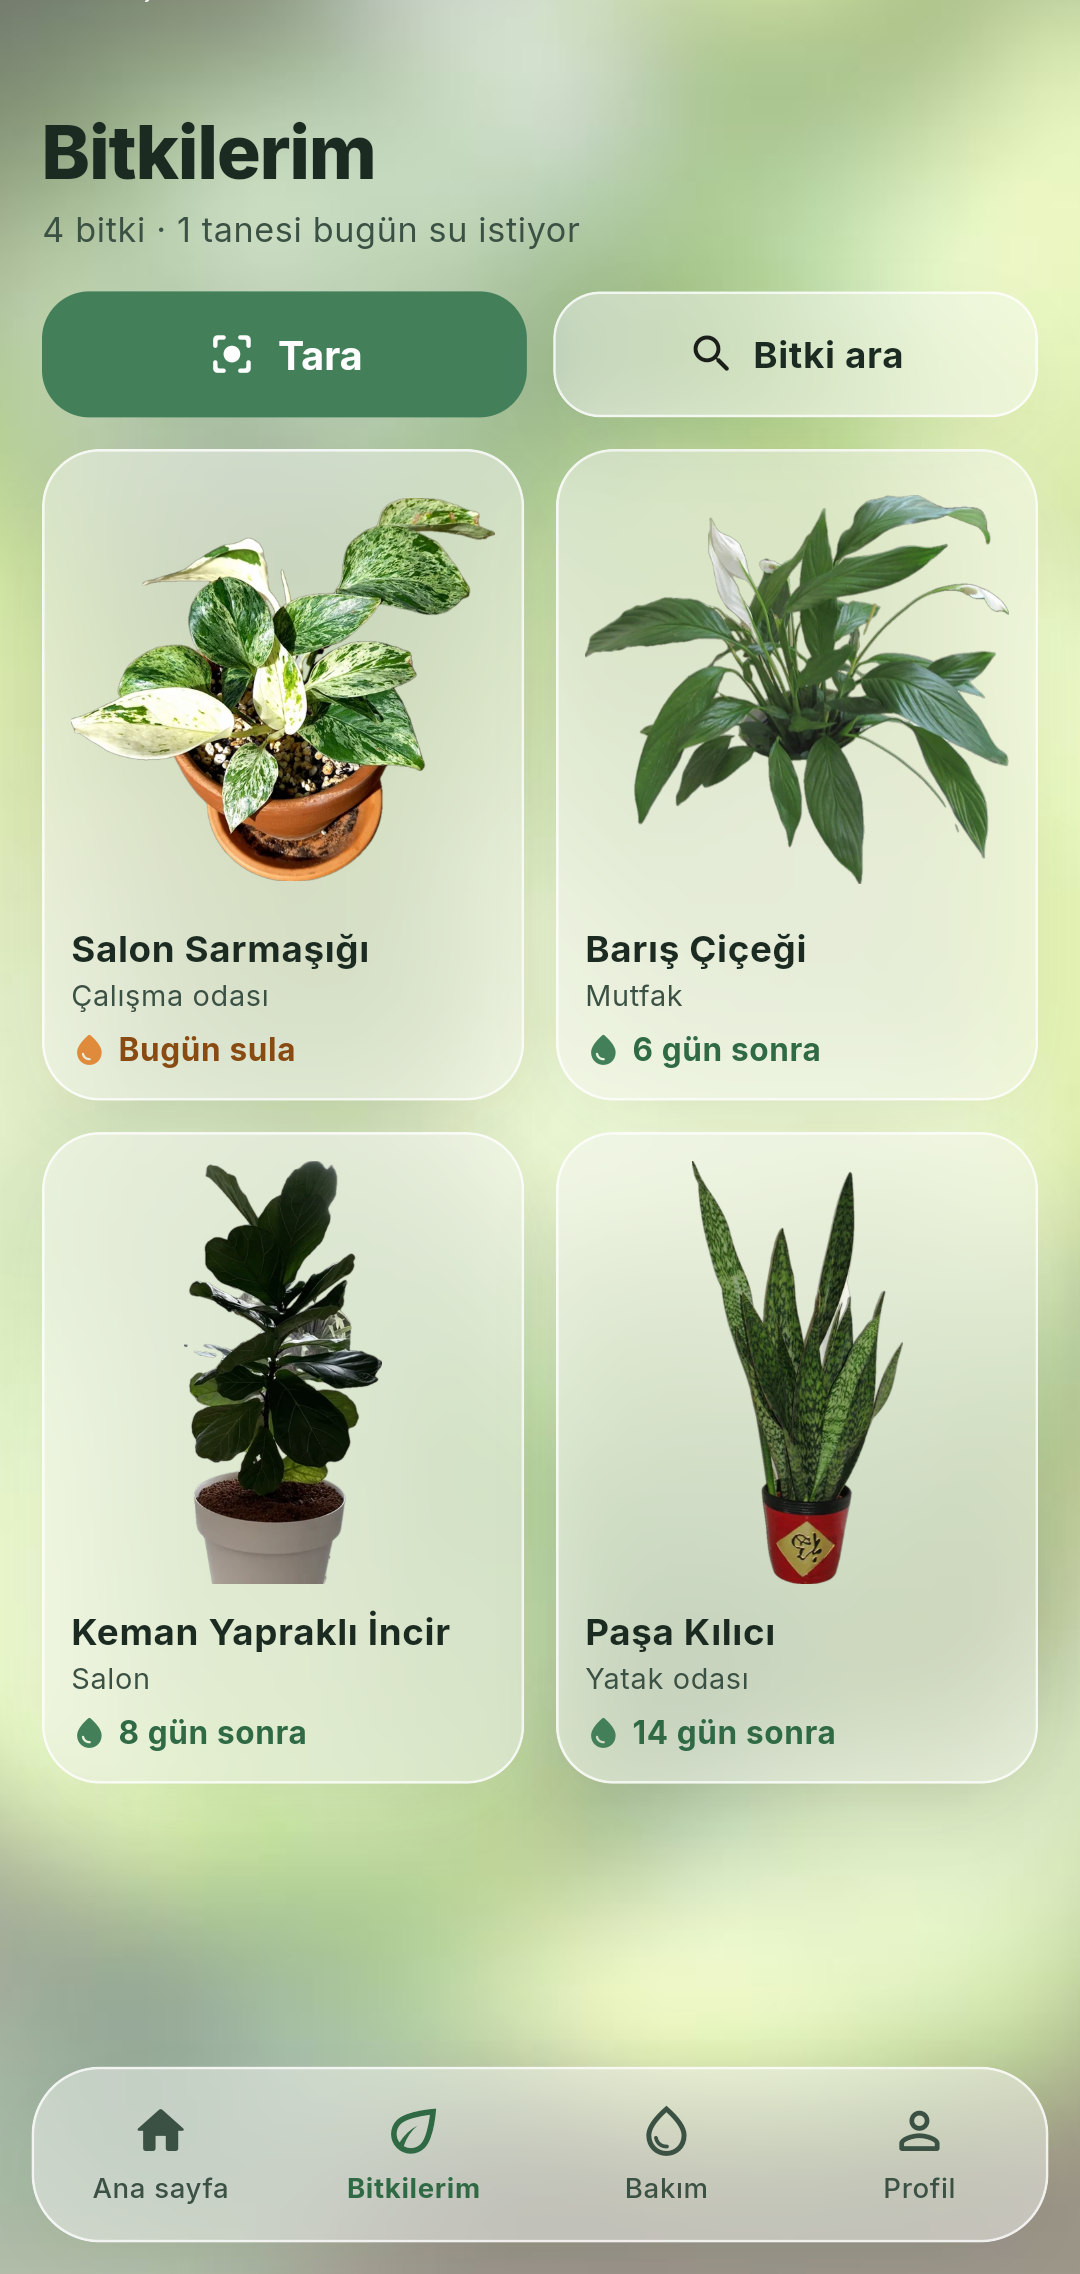 Bitkilerim
4 bitki · 1 tanesi bugün su istiyor
Tara
Bitki ara
Salon Sarmaşığı
Çalışma odası
Bugün sula
Barış Çiçeği
Mutfak
6 gün sonra
Keman Yapraklı İncir
Salon
8 gün sonra
Paşa Kılıcı
Yatak odası
14 gün sonra
Ana sayfa
Bitkilerim
Bakım
Profil